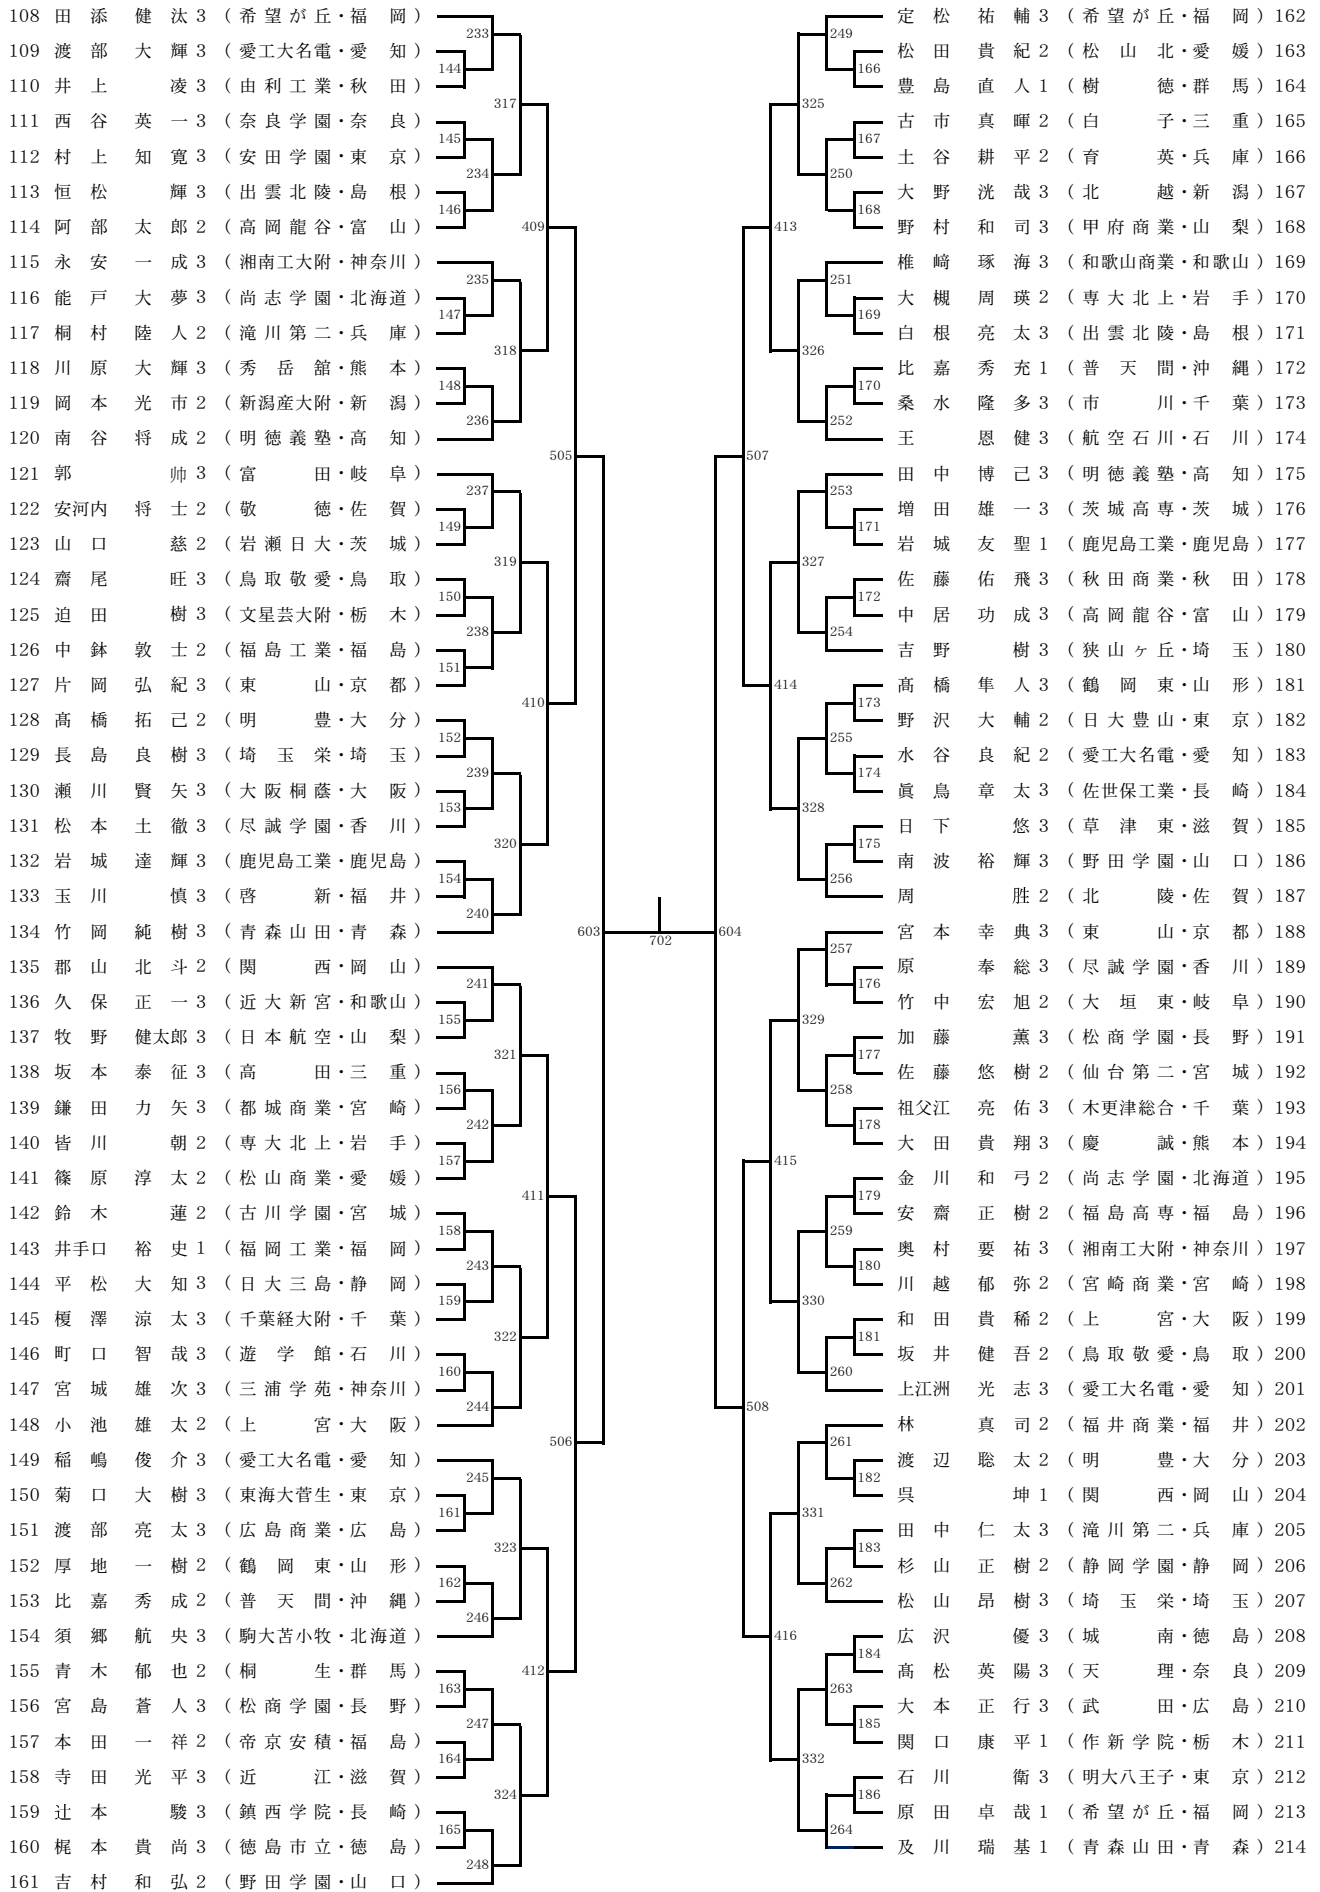 108 田添 健汰 3 (希望が丘・福岡)
109 渡部 大輝 3 (愛工大名電・愛知)
110 井上 凌 3 (由利工業・秋田)
111 西谷 英一 3 (奈良学園・奈良)
112 村上 知寛 3 (安田学園・東京)
113 恒松 輝 3 (出雲北陵・島根)
114 阿部 太郎 2 (高岡龍谷・富山)
115 永安 一成 3 (湘南工大附・神奈川)
116 能戸 大夢 3 (尚志学園・北海道)
117 桐村 陸人 2 (滝川第二・兵庫)
118 川原 大輝 3 (秀岳舘・熊本)
119 岡本 光市 2 (新潟産大附・新潟)
120 南谷 将成 2 (明徳義塾・高知)
121 郭 帅 3 (富田・岐阜)
122 安河内 将士 2 (敬徳・佐賀)
123 山口 慈 2 (岩瀬日大・茨城)
124 齋尾 旺 3 (鳥取敬愛・鳥取)
125 迫田 樹 3 (文星芸大附・栃木)
126 中鉢 敦士 2 (福島工業・福島)
127 片岡 弘紀 3 (東山・京都)
128 髙橋 拓己 2 (明豊・大分)
129 長島 良樹 3 (埼玉栄・埼玉)
130 瀬川 賢矢 3 (大阪桐蔭・大阪)
131 松本 土徹 3 (尽誠学園・香川)
132 岩城 達輝 3 (鹿児島工業・鹿児島)
133 玉川 慎 3 (啓新・福井)
134 竹岡 純樹 3 (青森山田・青森)
135 郡山 北斗 2 (関西・岡山)
136 久保 正一 3 (近大新宮・和歌山)
137 牧野 健太郎 3 (日本航空・山梨)
138 坂本 泰征 3 (高田・三重)
139 鎌田 力矢 3 (都城商業・宮崎)
140 皆川 朝 2 (専大北上・岩手)
141 篠原 淳太 2 (松山商業・愛媛)
142 鈴木 蓮 2 (古川学園・宮城)
143 井手口 裕史 1 (福岡工業・福岡)
144 平松 大知 3 (日大三島・静岡)
145 榎澤 涼太 3 (千葉経大附・千葉)
146 町口 智哉 3 (遊学館・石川)
147 宮城 雄次 3 (三浦学苑・神奈川)
148 小池 雄太 2 (上宮・大阪)
149 稲嶋 俊介 3 (愛工大名電・愛知)
150 菊口 大樹 3 (東海大菅生・東京)
151 渡部 亮太 3 (広島商業・広島)
152 厚地 一樹 2 (鶴岡東・山形)
153 比嘉 秀成 2 (普天間・沖縄)
154 須郷 航央 3 (駒大苫小牧・北海道)
155 青木 郁也 2 (桐生・群馬)
156 宮島 蒼人 3 (松商学園・長野)
157 本田 一祥 2 (帝京安積・福島)
158 寺田 光平 3 (近江・滋賀)
159 辻本 駿 3 (鎮西学院・長崎)
160 梶本 貴尚 3 (徳島市立・徳島)
161 吉村 和弘 2 (野田学園・山口)
233
144
317
145
234
146
409
235
147
318
148
236
505
237
149
319
150
238
151
410
152
239
153
320
154
240
603
702
604
241
155
321
156
242
157
411
158
243
159
322
160
244
506
245
161
323
162
246
412
163
247
164
324
165
248
249
166
325
167
250
168
413
251
169
326
170
252
507
253
171
327
172
254
414
173
255
174
328
175
256
257
176
329
177
258
178
415
179
259
180
330
181
260
508
261
182
331
183
262
416
184
263
185
332
186
264
定松 祐輔 3 (希望が丘・福岡) 162
松田 貴紀 2 (松山北・愛媛) 163
豊島 直人 1 (樹徳・群馬) 164
古市 真暉 2 (白子・三重) 165
土谷 耕平 2 (育英・兵庫) 166
大野 洸哉 3 (北越・新潟) 167
野村 和司 3 (甲府商業・山梨) 168
椎﨑 琢海 3 (和歌山商業・和歌山) 169
大槻 周瑛 2 (専大北上・岩手) 170
白根 亮太 3 (出雲北陵・島根) 171
比嘉 秀充 1 (普天間・沖縄) 172
桑水 隆多 3 (市川・千葉) 173
王 恩健 3 (航空石川・石川) 174
田中 博己 3 (明徳義塾・高知) 175
増田 雄一 3 (茨城高専・茨城) 176
岩城 友聖 1 (鹿児島工業・鹿児島) 177
佐藤 佑飛 3 (秋田商業・秋田) 178
中居 功成 3 (高岡龍谷・富山) 179
吉野 樹 3 (狭山ヶ丘・埼玉) 180
髙橋 隼人 3 (鶴岡東・山形) 181
野沢 大輔 2 (日大豊山・東京) 182
水谷 良紀 2 (愛工大名電・愛知) 183
眞鳥 章太 3 (佐世保工業・長崎) 184
日下 悠 3 (草津東・滋賀) 185
南波 裕輝 3 (野田学園・山口) 186
周 胜 2 (北陵・佐賀) 187
宮本 幸典 3 (東山・京都) 188
原 奉総 3 (尽誠学園・香川) 189
竹中 宏旭 2 (大垣東・岐阜) 190
加藤 薫 3 (松商学園・長野) 191
佐藤 悠樹 2 (仙台第二・宮城) 192
祖父江 亮佑 3 (木更津総合・千葉) 193
大田 貴翔 3 (慶誠・熊本) 194
金川 和弓 2 (尚志学園・北海道) 195
安齋 正樹 2 (福島高専・福島) 196
奥村 要祐 3 (湘南工大附・神奈川) 197
川越 郁弥 2 (宮崎商業・宮崎) 198
和田 貴稀 2 (上宮・大阪) 199
坂井 健吾 2 (鳥取敬愛・鳥取) 200
上江洲 光志 3 (愛工大名電・愛知) 201
林 真司 2 (福井商業・福井) 202
渡辺 聡太 2 (明豊・大分) 203
呉 坤 1 (関西・岡山) 204
田中 仁太 3 (滝川第二・兵庫) 205
杉山 正樹 2 (静岡学園・静岡) 206
松山 昂樹 3 (埼玉栄・埼玉) 207
広沢 優 3 (城南・徳島) 208
髙松 英陽 3 (天理・奈良) 209
大本 正行 3 (武田・広島) 210
関口 康平 1 (作新学院・栃木) 211
石川 衛 3 (明大八王子・東京) 212
原田 卓哉 1 (希望が丘・福岡) 213
及川 瑞基 1 (青森山田・青森) 214